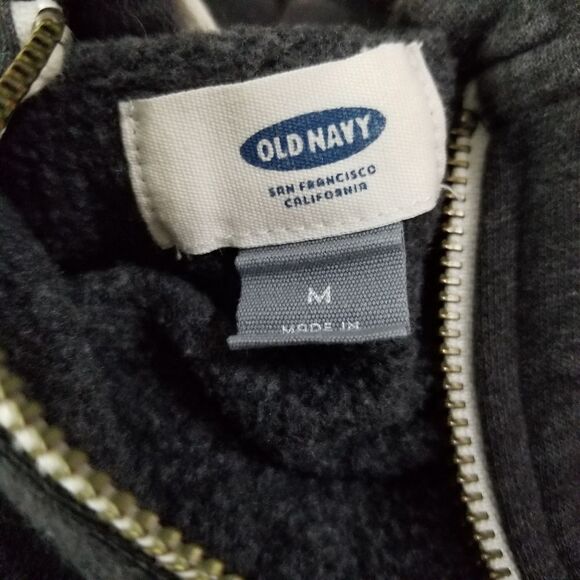 OLD NAVY
SAN FRANCISCO
CALIFORNIA
M
MADE IN